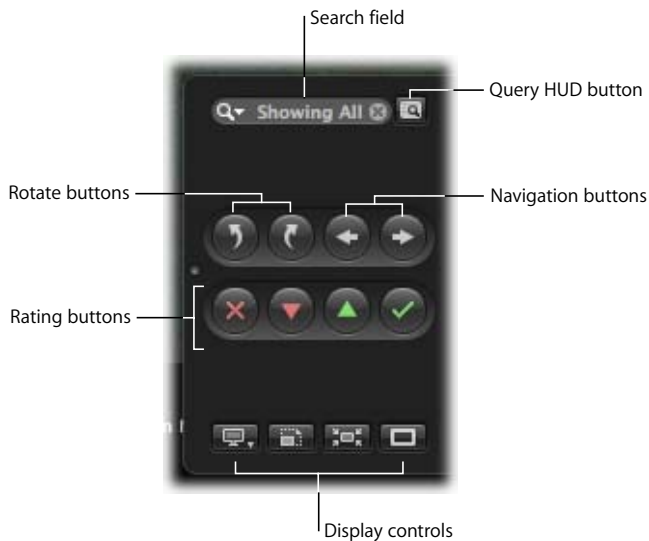 Search field
Query HUD button
Showing All
Rotate buttons
Navigation buttons
Rating buttons
Display controls